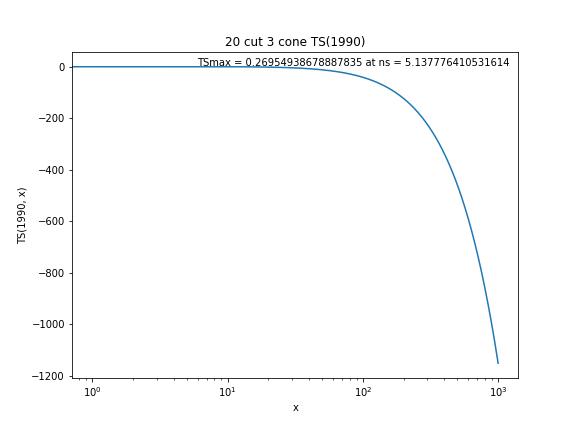 20 cut 3 cone TS(1990)
TSmax = 0.26954938678887835 at ns = 5.137776410531614
0
−200
−400
−600
−800
−1000
−1200
TS(1990, x)
10⁰
10¹
10²
10³
x